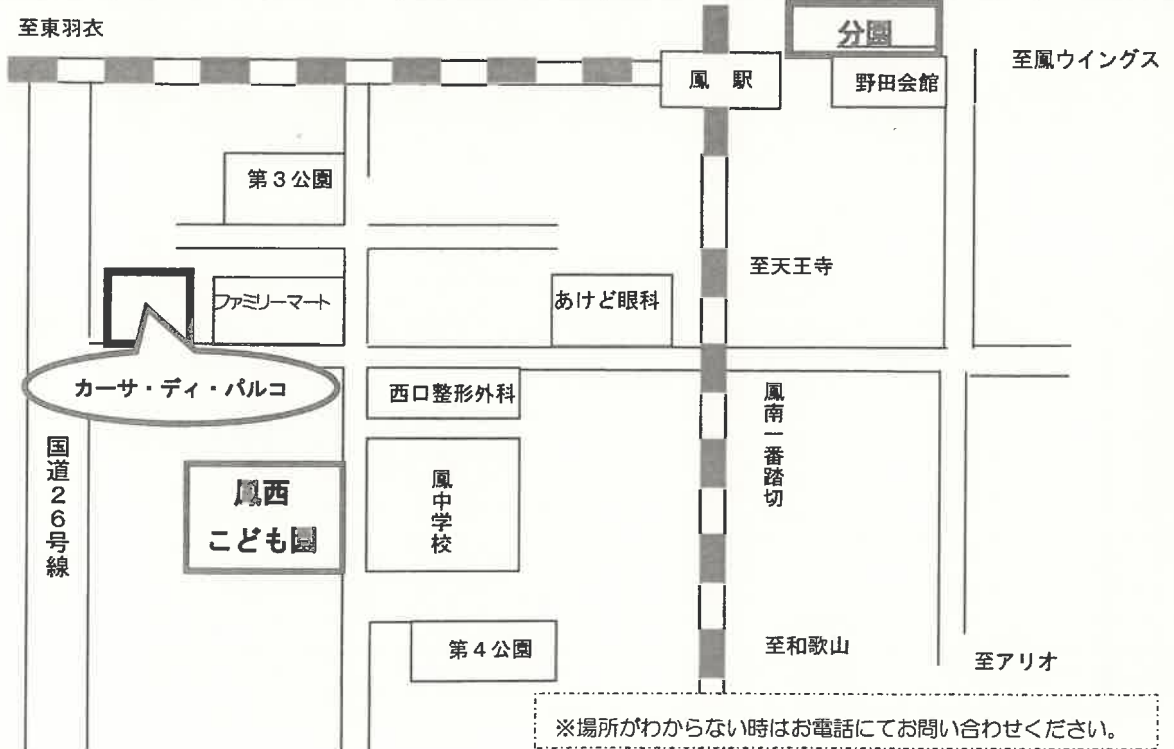 至東羽衣
分園
至鳳ウイングス
鳳 駅
野田会館
第3公園
至天王寺
ファミリーマート
あけど眼科
カーサ・ディ・パルコ
西口整形外科
鳳南一番踏切
国道26号線
鳳西
こども園
鳳中学校
至和歌山
第4公園
至アリオ
※場所がわからない時はお電話にてお問い合わせください。